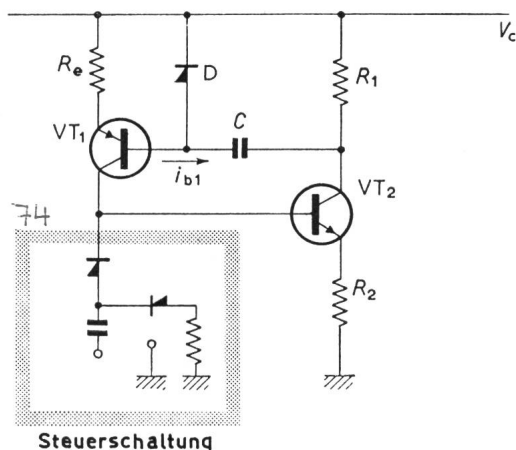 V_c
R_e
D
R_1
VT_1
C
i_b1
VT_2
74
R_2
Steuerschaltung